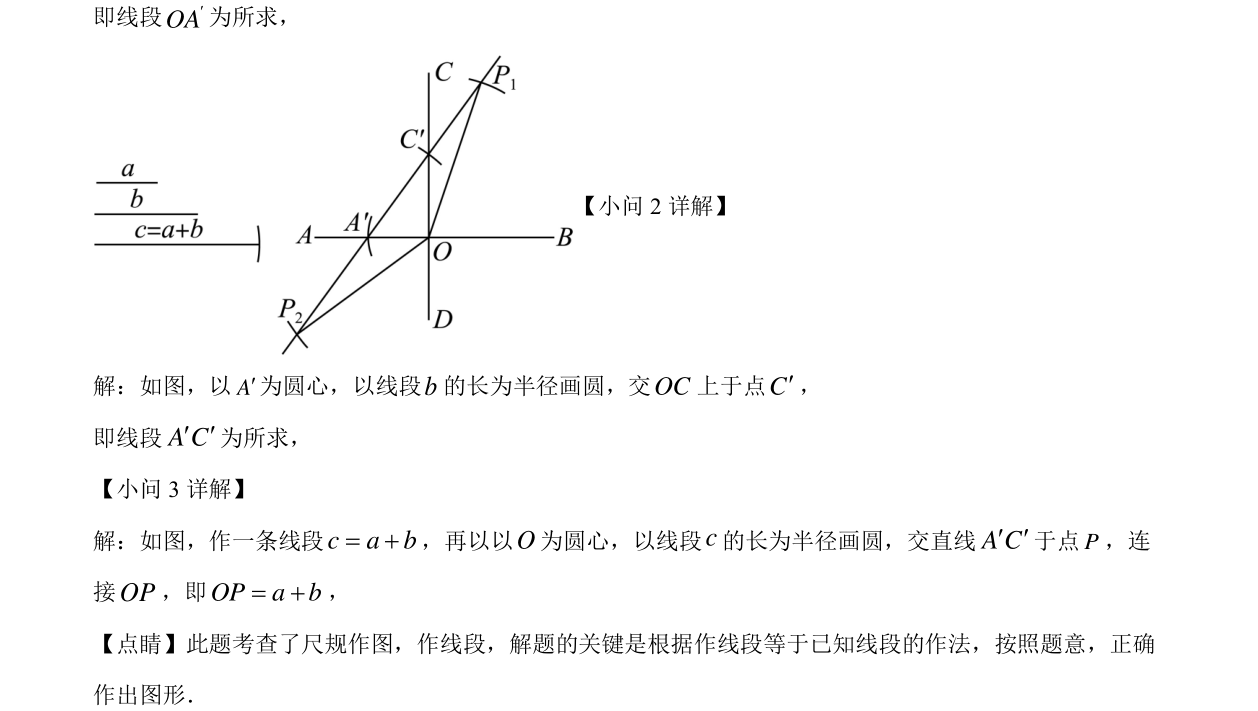 即线段OA′为所求，
C
P₁
C′
a
b
c=a+b
A
A′
O
B
【小问 2 详解】
P₂
D
解：如图，以 A′为圆心，以线段b 的长为半径画圆，交OC 上于点C′，
即线段 A′C′为所求，
【小问 3 详解】
解：如图，作一条线段c = a + b，再以以O为圆心，以线段c 的长为半径画圆，交直线 A′C′于点 P，连
接OP，即OP = a + b，
【点睛】此题考查了尺规作图，作线段，解题的关键是根据作线段等于已知线段的作法，按照题意，正确
作出图形．